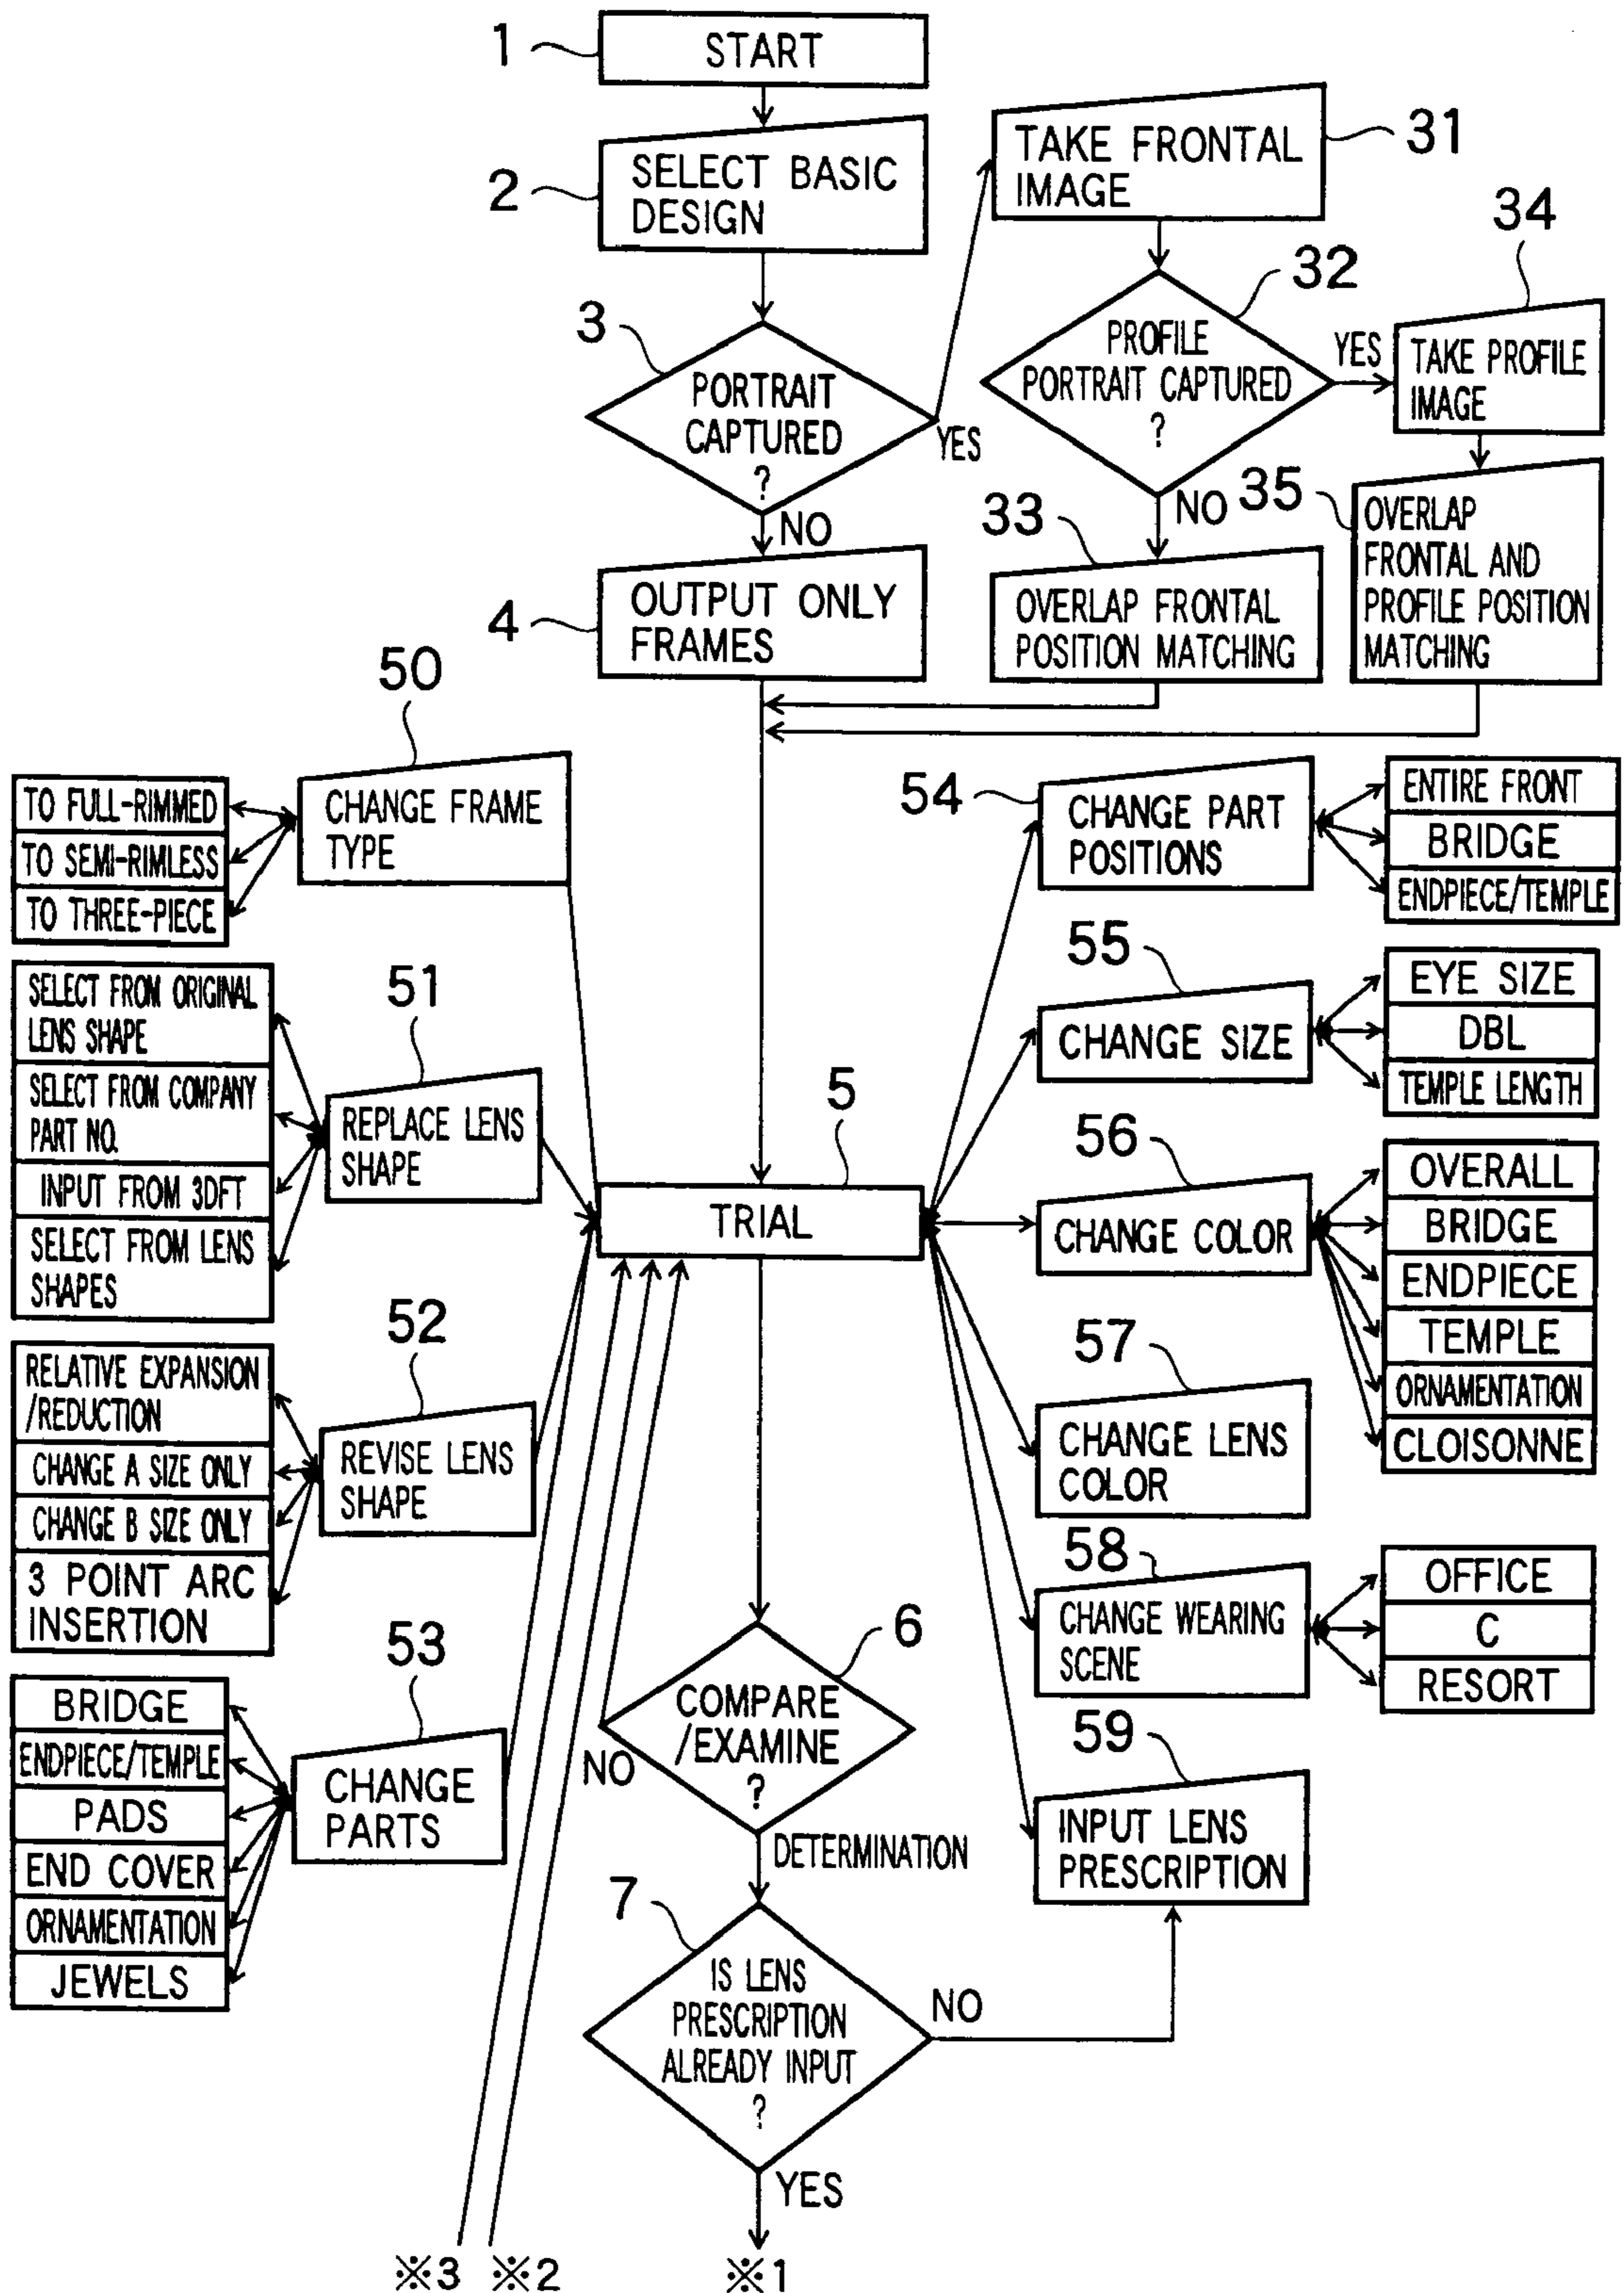 1
START
2
SELECT BASIC
DESIGN
3
PORTRAIT
CAPTURED
?
YES
NO
4
OUTPUT ONLY
FRAMES
31
TAKE FRONTAL
IMAGE
32
PROFILE
PORTRAIT CAPTURED
?
YES
NO
34
TAKE PROFILE
IMAGE
33
OVERLAP FRONTAL
POSITION MATCHING
35
OVERLAP
FRONTAL AND
PROFILE POSITION
MATCHING
50
CHANGE FRAME
TYPE
TO FULL-RIMMED
TO SEMI-RIMLESS
TO THREE-PIECE
51
REPLACE LENS
SHAPE
SELECT FROM ORIGINAL
LENS SHAPE
SELECT FROM COMPANY
PART NO.
INPUT FROM 3DFT
SELECT FROM LENS
SHAPES
52
REVISE LENS
SHAPE
RELATIVE EXPANSION
/REDUCTION
CHANGE A SIZE ONLY
CHANGE B SIZE ONLY
3 POINT ARC
INSERTION
53
CHANGE
PARTS
BRIDGE
ENDPIECE/TEMPLE
PADS
END COVER
ORNAMENTATION
JEWELS
5
TRIAL
54
CHANGE PART
POSITIONS
ENTIRE FRONT
BRIDGE
ENDPIECE/TEMPLE
55
CHANGE SIZE
EYE SIZE
DBL
TEMPLE LENGTH
56
CHANGE COLOR
OVERALL
BRIDGE
ENDPIECE
TEMPLE
ORNAMENTATION
CLOISONNE
57
CHANGE LENS
COLOR
58
CHANGE WEARING
SCENE
OFFICE
C
RESORT
59
INPUT LENS
PRESCRIPTION
6
COMPARE
/EXAMINE
?
NO
DETERMINATION
7
IS LENS
PRESCRIPTION
ALREADY INPUT
?
NO
YES
※3 ※2 ※1